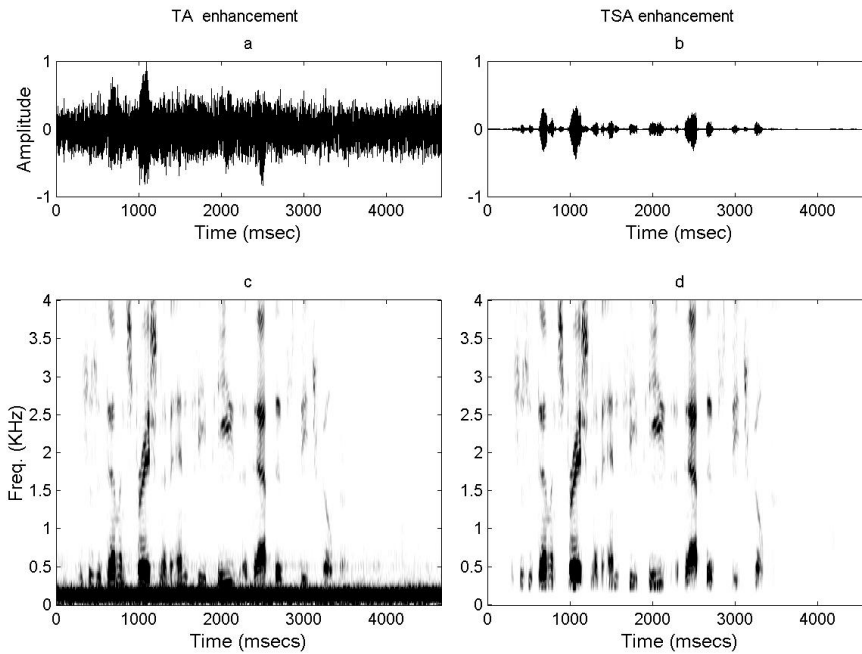 TA enhancement
TSA enhancement
a
b
1
0
-1
Amplitude
0 1000 2000 3000 4000
Time (msec)
1
0
-1
0 1000 2000 3000 4000
Time (msec)
c
d
4
3.5
3
2.5
2
1.5
1
0.5
0
Freq. (KHz)
0 1000 2000 3000 4000
Time (msecs)
4
3.5
3
2.5
2
1.5
1
0.5
0
0 1000 2000 3000 4000
Time (msecs)